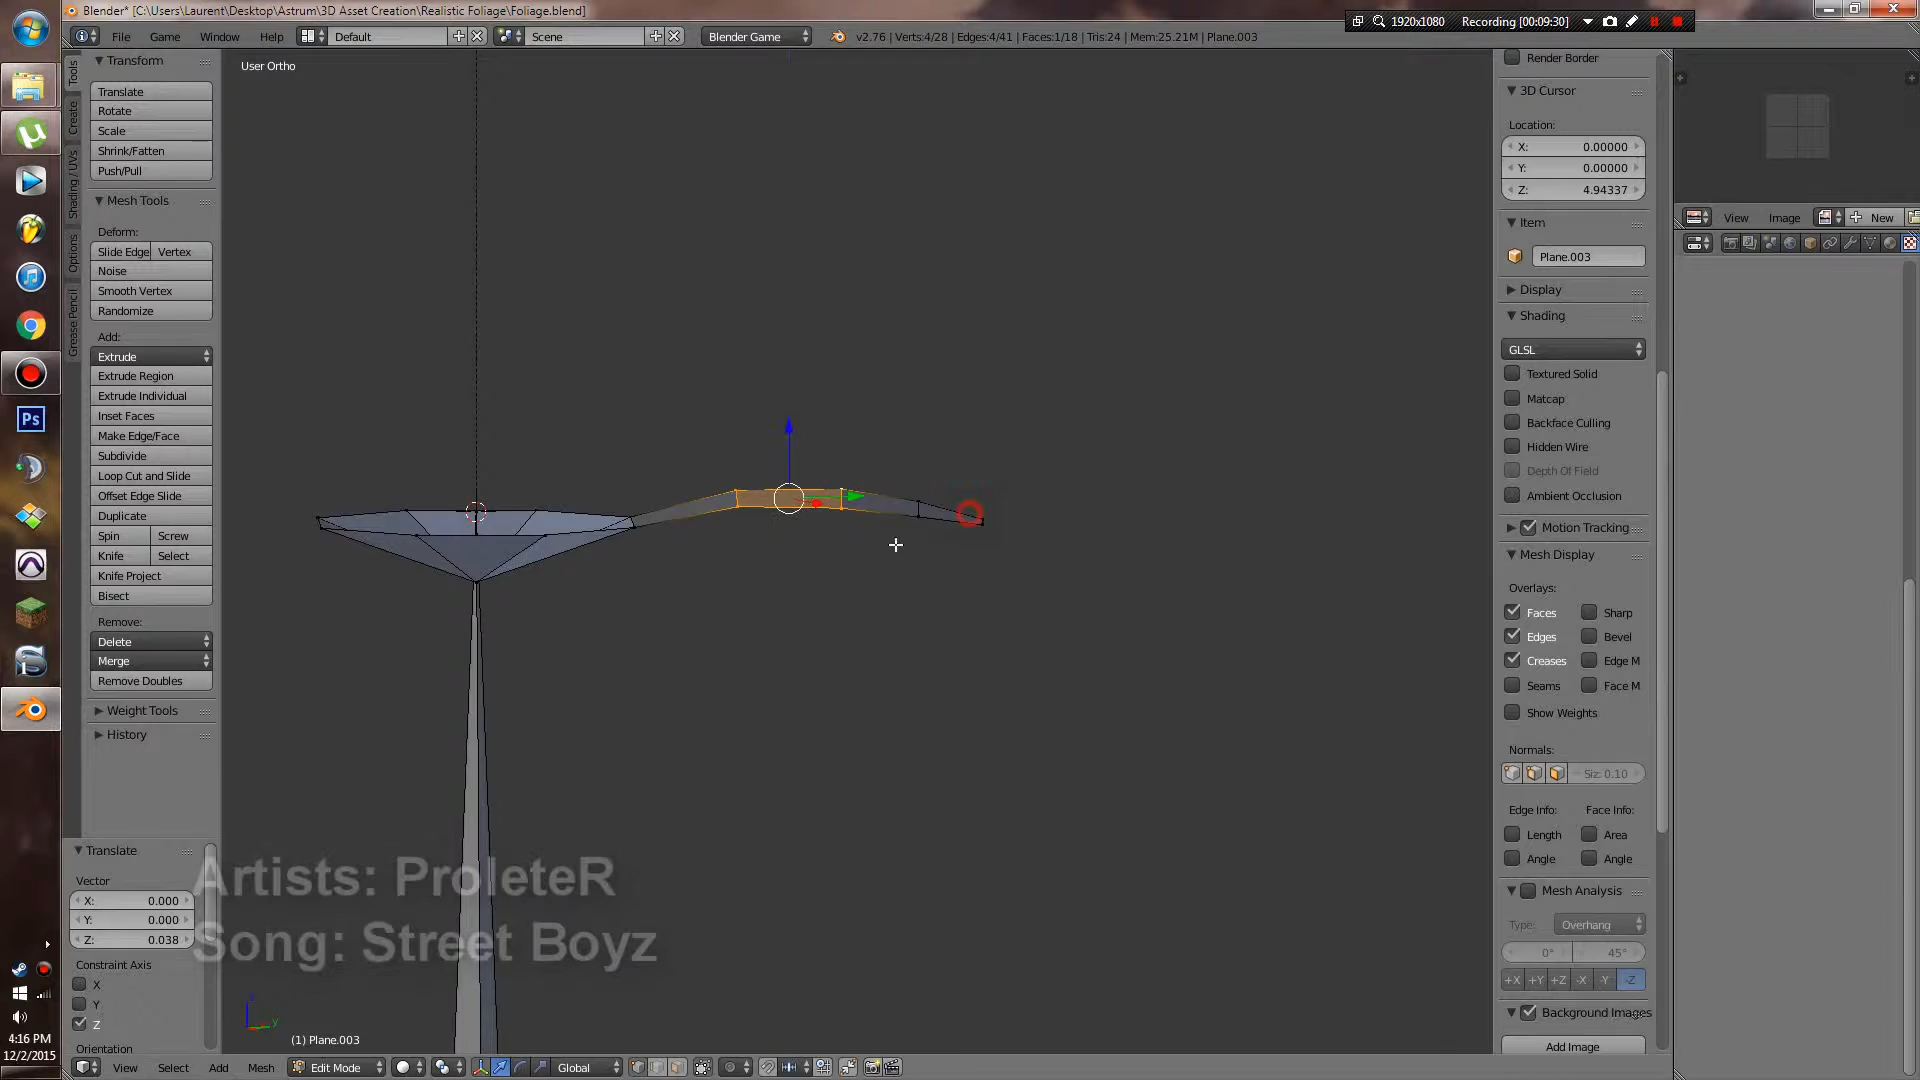 Blender* [C:\Users\Laurent\Desktop\Astrum\3D Asset Creation\Realistic Foliage\Foliage.blend]
1920x1080
Recording [00:09:30]
File
Game
Window
Help
Default
Scene
Blender Game
v2.76 | Verts:4/28 | Edges:4/41 | Faces:1/18 | Tris:24 | Mem:25.21M | Plane.003
Tools
Create
Shading / UVs
Options
Grease Pencil
Transform
Translate
Rotate
Scale
Shrink/Fatten
Push/Pull
Mesh Tools
Deform:
Slide Edge
Vertex
Noise
Smooth Vertex
Randomize
Add:
Extrude
Extrude Region
Extrude Individual
Inset Faces
Make Edge/Face
Subdivide
Loop Cut and Slide
Offset Edge Slide
Duplicate
Spin
Screw
Knife
Select
Knife Project
Bisect
Remove:
Delete
Merge
Remove Doubles
Weight Tools
History
Translate
Vector
X: 0.000
Y: 0.000
Z: 0.038
Constraint Axis
X
Y
Z
Orientation
User Ortho
Artists: ProleteR
Song: Street Boyz
(1) Plane.003
View
Select
Add
Mesh
Edit Mode
Global
Render Border
3D Cursor
Location:
X: 0.00000
Y: 0.00000
Z: 4.94337
Item
Plane.003
Display
Shading
GLSL
Textured Solid
Matcap
Backface Culling
Hidden Wire
Depth Of Field
Ambient Occlusion
Motion Tracking
Mesh Display
Overlays:
Faces
Sharp
Edges
Bevel
Creases
Edge M
Seams
Face M
Show Weights
Normals:
Siz: 0.10
Edge Info:
Face Info:
Length
Area
Angle
Angle
Mesh Analysis
Type:
Overhang
0°
45°
+X
+Y
+Z
-X
-Y
-Z
Background Images
Add Image
View
Image
New
Ps
4:16 PM
12/2/2015